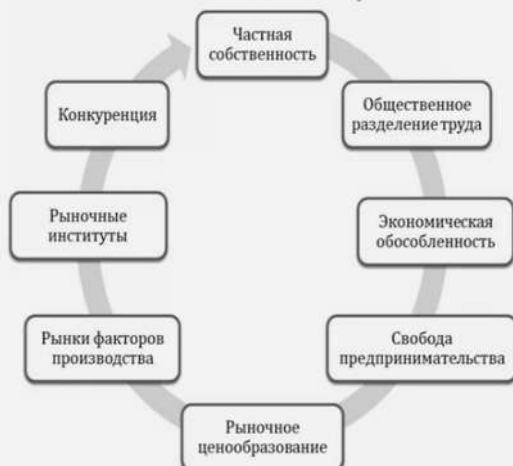 Частная
собственность
Общественное
разделение труда
Экономическая
обособленность
Свобода
предпринимательства
Рыночное
ценообразование
Рынки факторов
производства
Рыночные
институты
Конкуренция